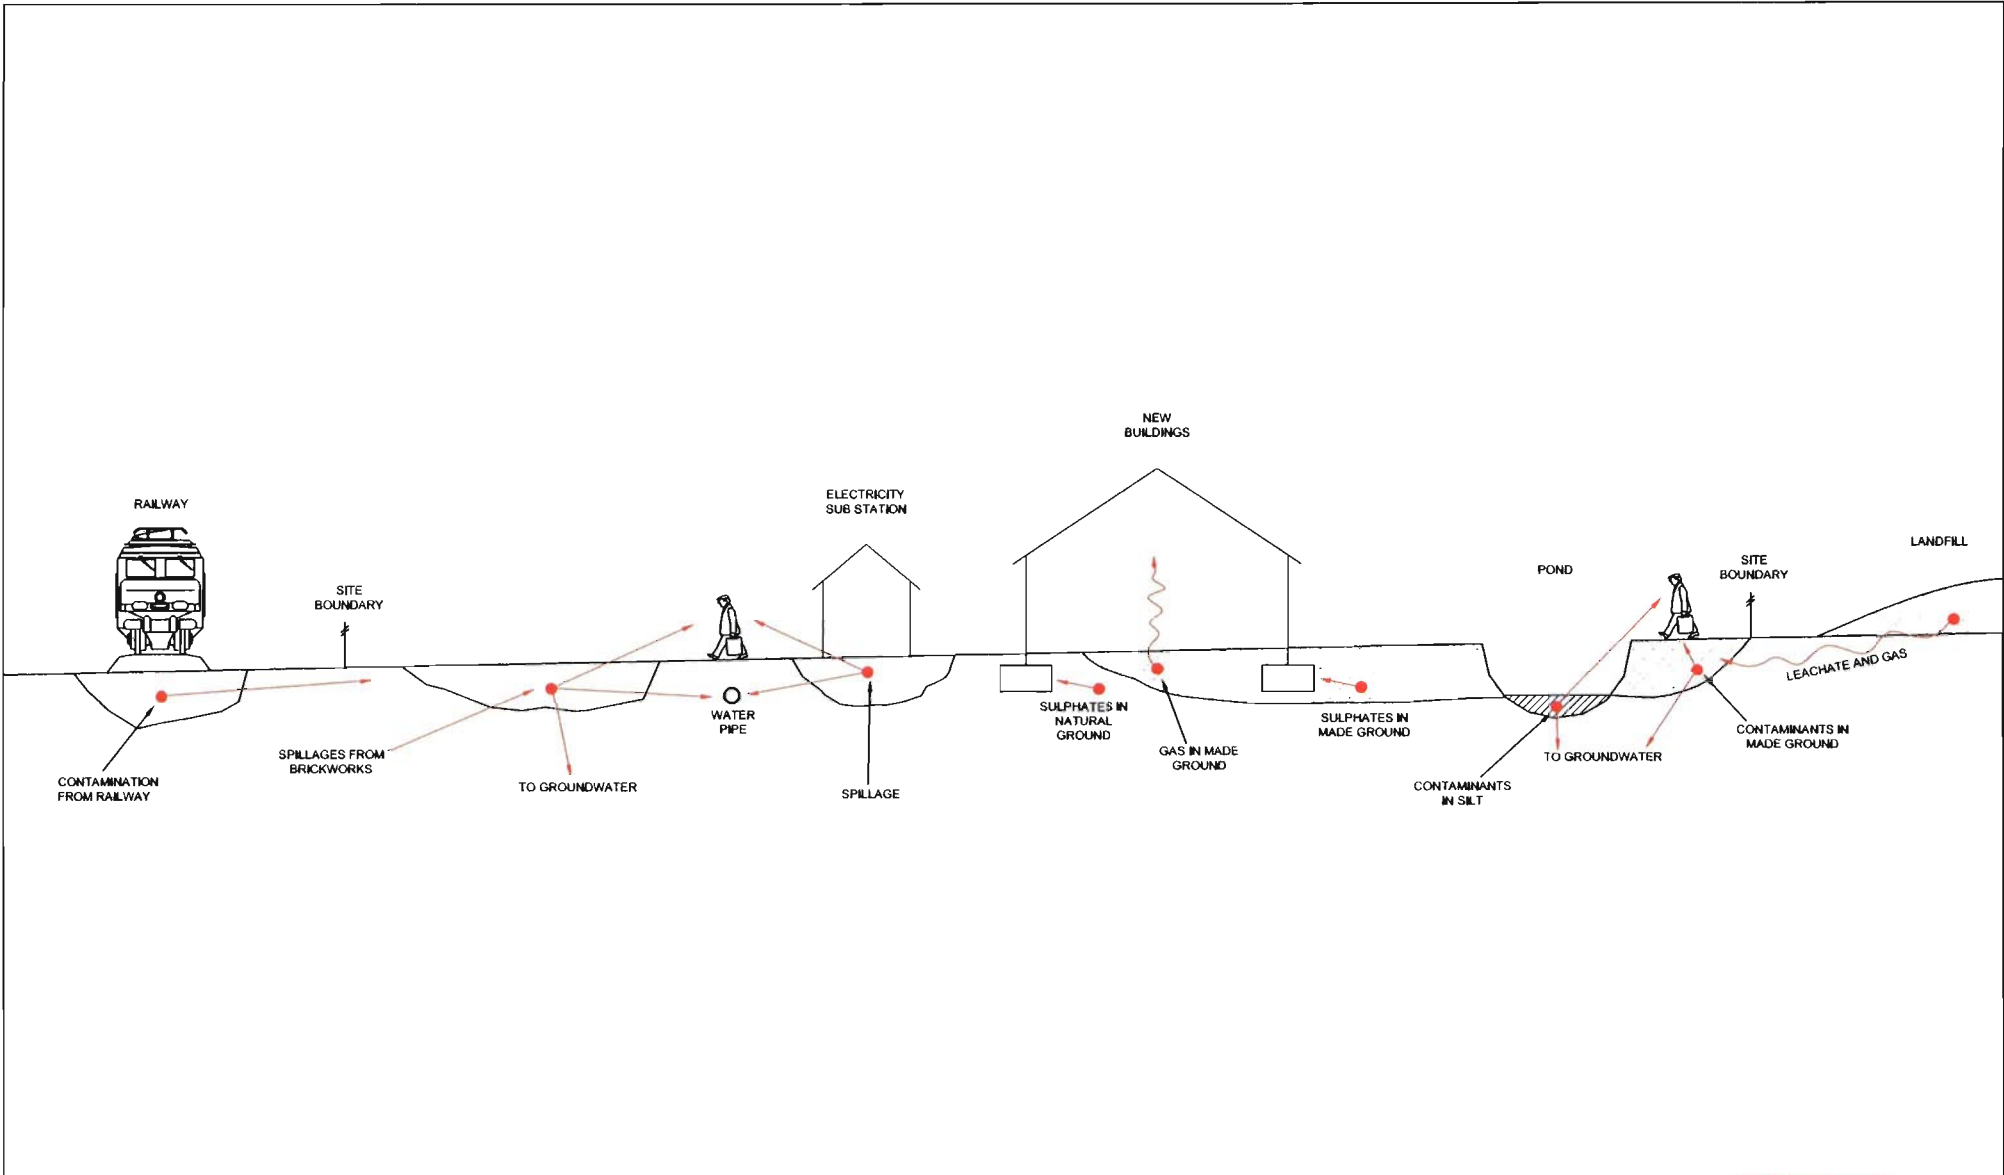 NEW
BUILDINGS
RAILWAY
ELECTRICITY
SUB STATION
LANDFILL
SITE
BOUNDARY
POND
SITE
BOUNDARY
LEACHATE AND GAS
SULPHATES IN
NATURAL
GROUND
WATER
PIPE
SULPHATES IN
MADE GROUND
CONTAMINANTS IN
MADE GROUND
SPILLAGES FROM
BRICKWORKS
GAS IN MADE
GROUND
TO GROUNDWATER
CONTAMINATION
FROM RAILWAY
TO GROUNDWATER
SPILLAGE
CONTAMINANTS
IN SILT